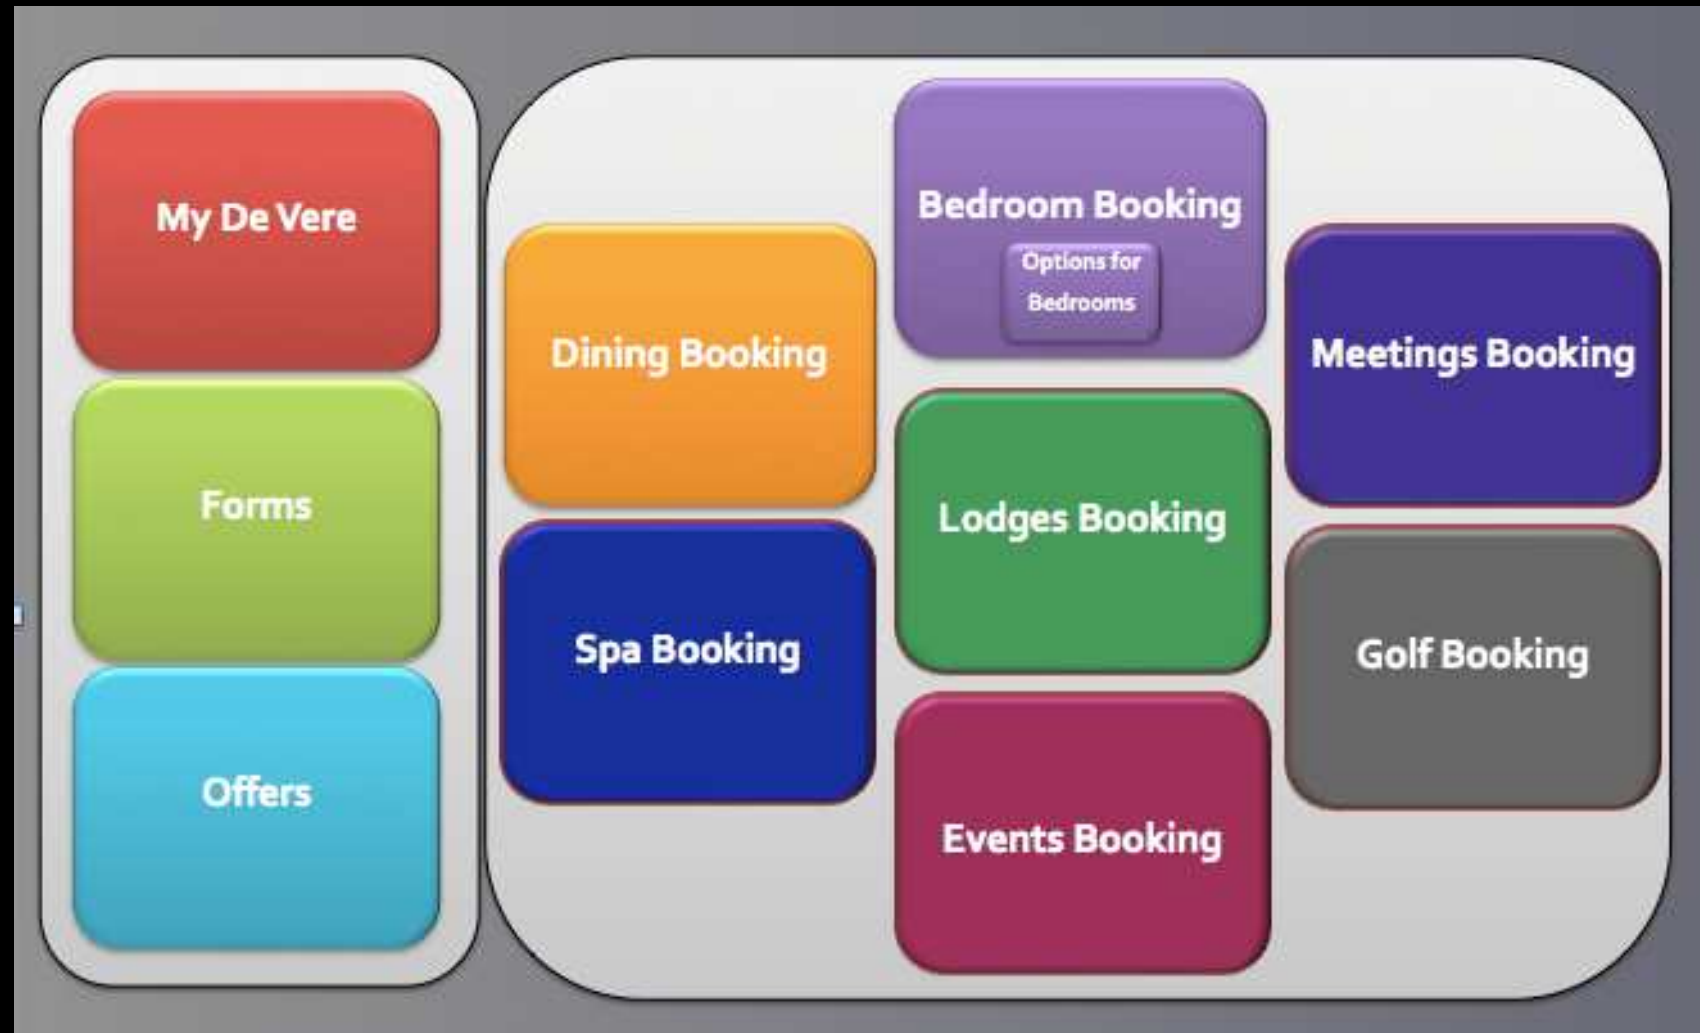 My De Vere
Forms
Offers
Dining Booking
Spa Booking
Bedroom Booking
Options for
Bedrooms
Lodges Booking
Events Booking
Meetings Booking
Golf Booking